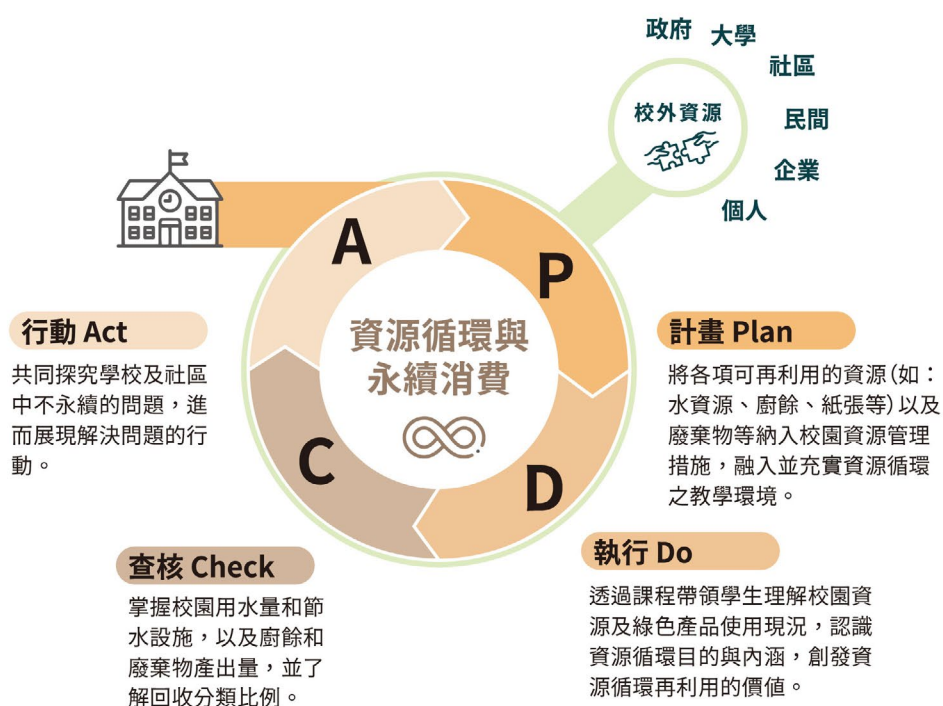 政府
大學
社區
民間
企業
個人
校外資源
A
P
C
D
資源循環與
永續消費
行動 Act
共同探究學校及社區
中不永續的問題，進
而展現解決問題的行
動。
計畫 Plan
將各項可再利用的資源（如：
水資源、廚餘、紙張等）以及
廢棄物等納入校園資源管理
措施，融入並充實資源循環
之教學環境。
查核 Check
掌握校園用水量和節
水設施，以及廚餘和
廢棄物產出量，並了
解回收分類比例。
執行 Do
透過課程帶領學生理解校園資
源及綠色產品使用現況，認識
資源循環目的與內涵，創發資
源循環再利用的價值。